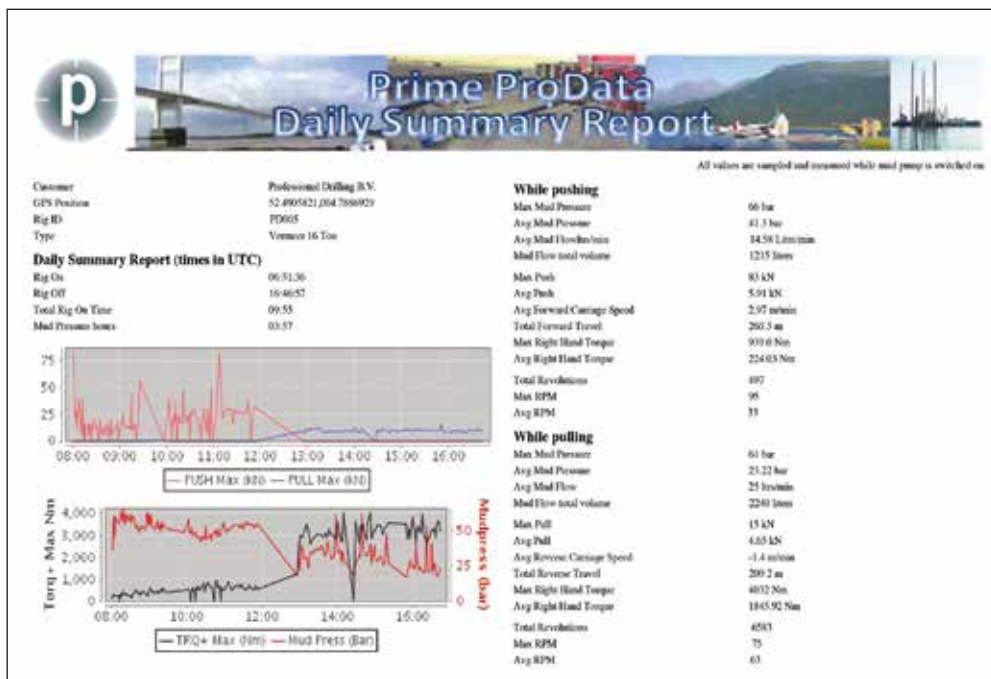 p
Prime ProData
Daily Summary Report
All values are sampled and measured while mud pump is switched on
Customer Professional Drilling B.V.
GPS Position
Rig ID PD005
Type Vermeer 16 Ton
Daily Summary Report (times in UTC)
Rig On 06:51:36
Rig Off 16:46:57
Total Rig On Time 09:55
Mud Pressure hours 03:57
75
50
25
0
08:00 09:00 10:00 11:00 12:00 13:00 14:00 15:00 16:00
PUSH Max (kN) PULL Max (kN)
Torq+ Max Nm
4,000
3,000
2,000
1,000
0
Mudpress (bar)
50
25
0
08:00 10:00 12:00 14:00 16:00
TRQ+ Max (Nm) Mud Press (Bar)
While pushing
Max Mud Pressure 66 bar
Avg Mud Pressure 41.3 bar
Avg Mud Flow 14.58 Litre/min
Mud Flow total volume 1215 liters
Max Push 83 kN
Avg Push 5.91 kN
Avg Forward Carriage Speed 2.97 m/min
Total Forward Travel 260.5 m
Max Right Hand Torque Nm
Avg Right Hand Torque 224.03 Nm
Total Revolutions
Max RPM 95
Avg RPM
While pulling
Max Mud Pressure 61 bar
Avg Mud Pressure 23.22 bar
Avg Mud Flow 25 ltrs/min
Mud Flow total volume 2240 liters
Max Pull 15 kN
Avg Pull 4.65 kN
Avg Reverse Carriage Speed -1.4 m/min
Total Reverse Travel m
Max Right Hand Torque 4032 Nm
Avg Right Hand Torque 1845.92 Nm
Total Revolutions 4583
Max RPM 75
Avg RPM 63